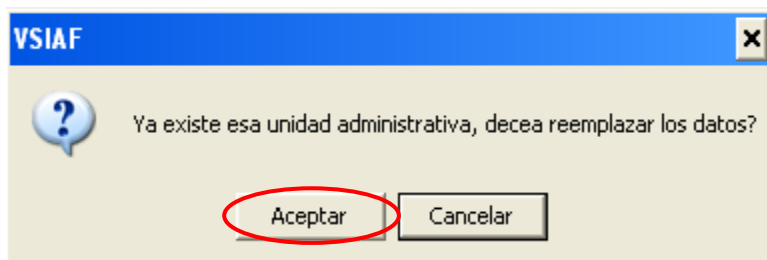 VSIAF
Ya existe esa unidad administrativa, decea reemplazar los datos?
Aceptar Cancelar